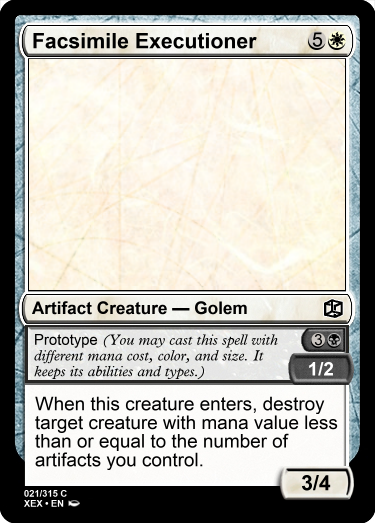 Facsimile Executioner 5
Artifact Creature — Golem
Prototype (You may cast this spell with 3
different mana cost, color, and size. It
keeps its abilities and types.) 1/2
When this creature enters, destroy
target creature with mana value less
than or equal to the number of
artifacts you control.
3/4
021/315 C
XEX • EN